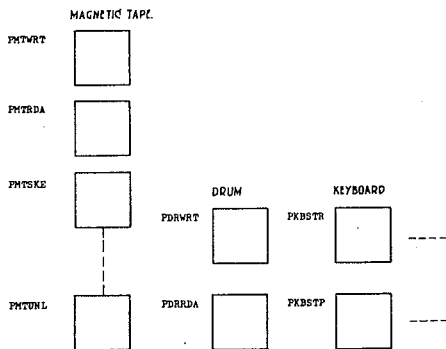 MAGNETIC TAPE.
PMTWRT
PMTRDA
PMTSKE
DRUM KEYBOARD
PDRWRT PKBSTR
PMTUNL PDRRDA PKBSTP